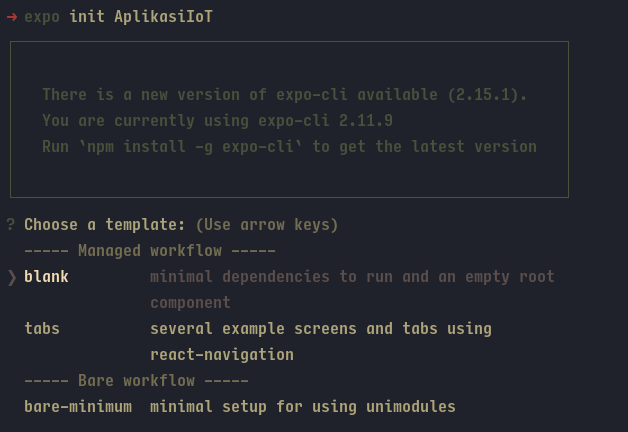 → expo init AplikasiIoT
There is a new version of expo-cli available (2.15.1).
You are currently using expo-cli 2.11.9
Run `npm install -g expo-cli` to get the latest version
? Choose a template: (Use arrow keys)
----- Managed workflow -----
❯ blank minimal dependencies to run and an empty root
component
tabs several example screens and tabs using
react-navigation
----- Bare workflow -----
bare-minimum minimal setup for using unimodules